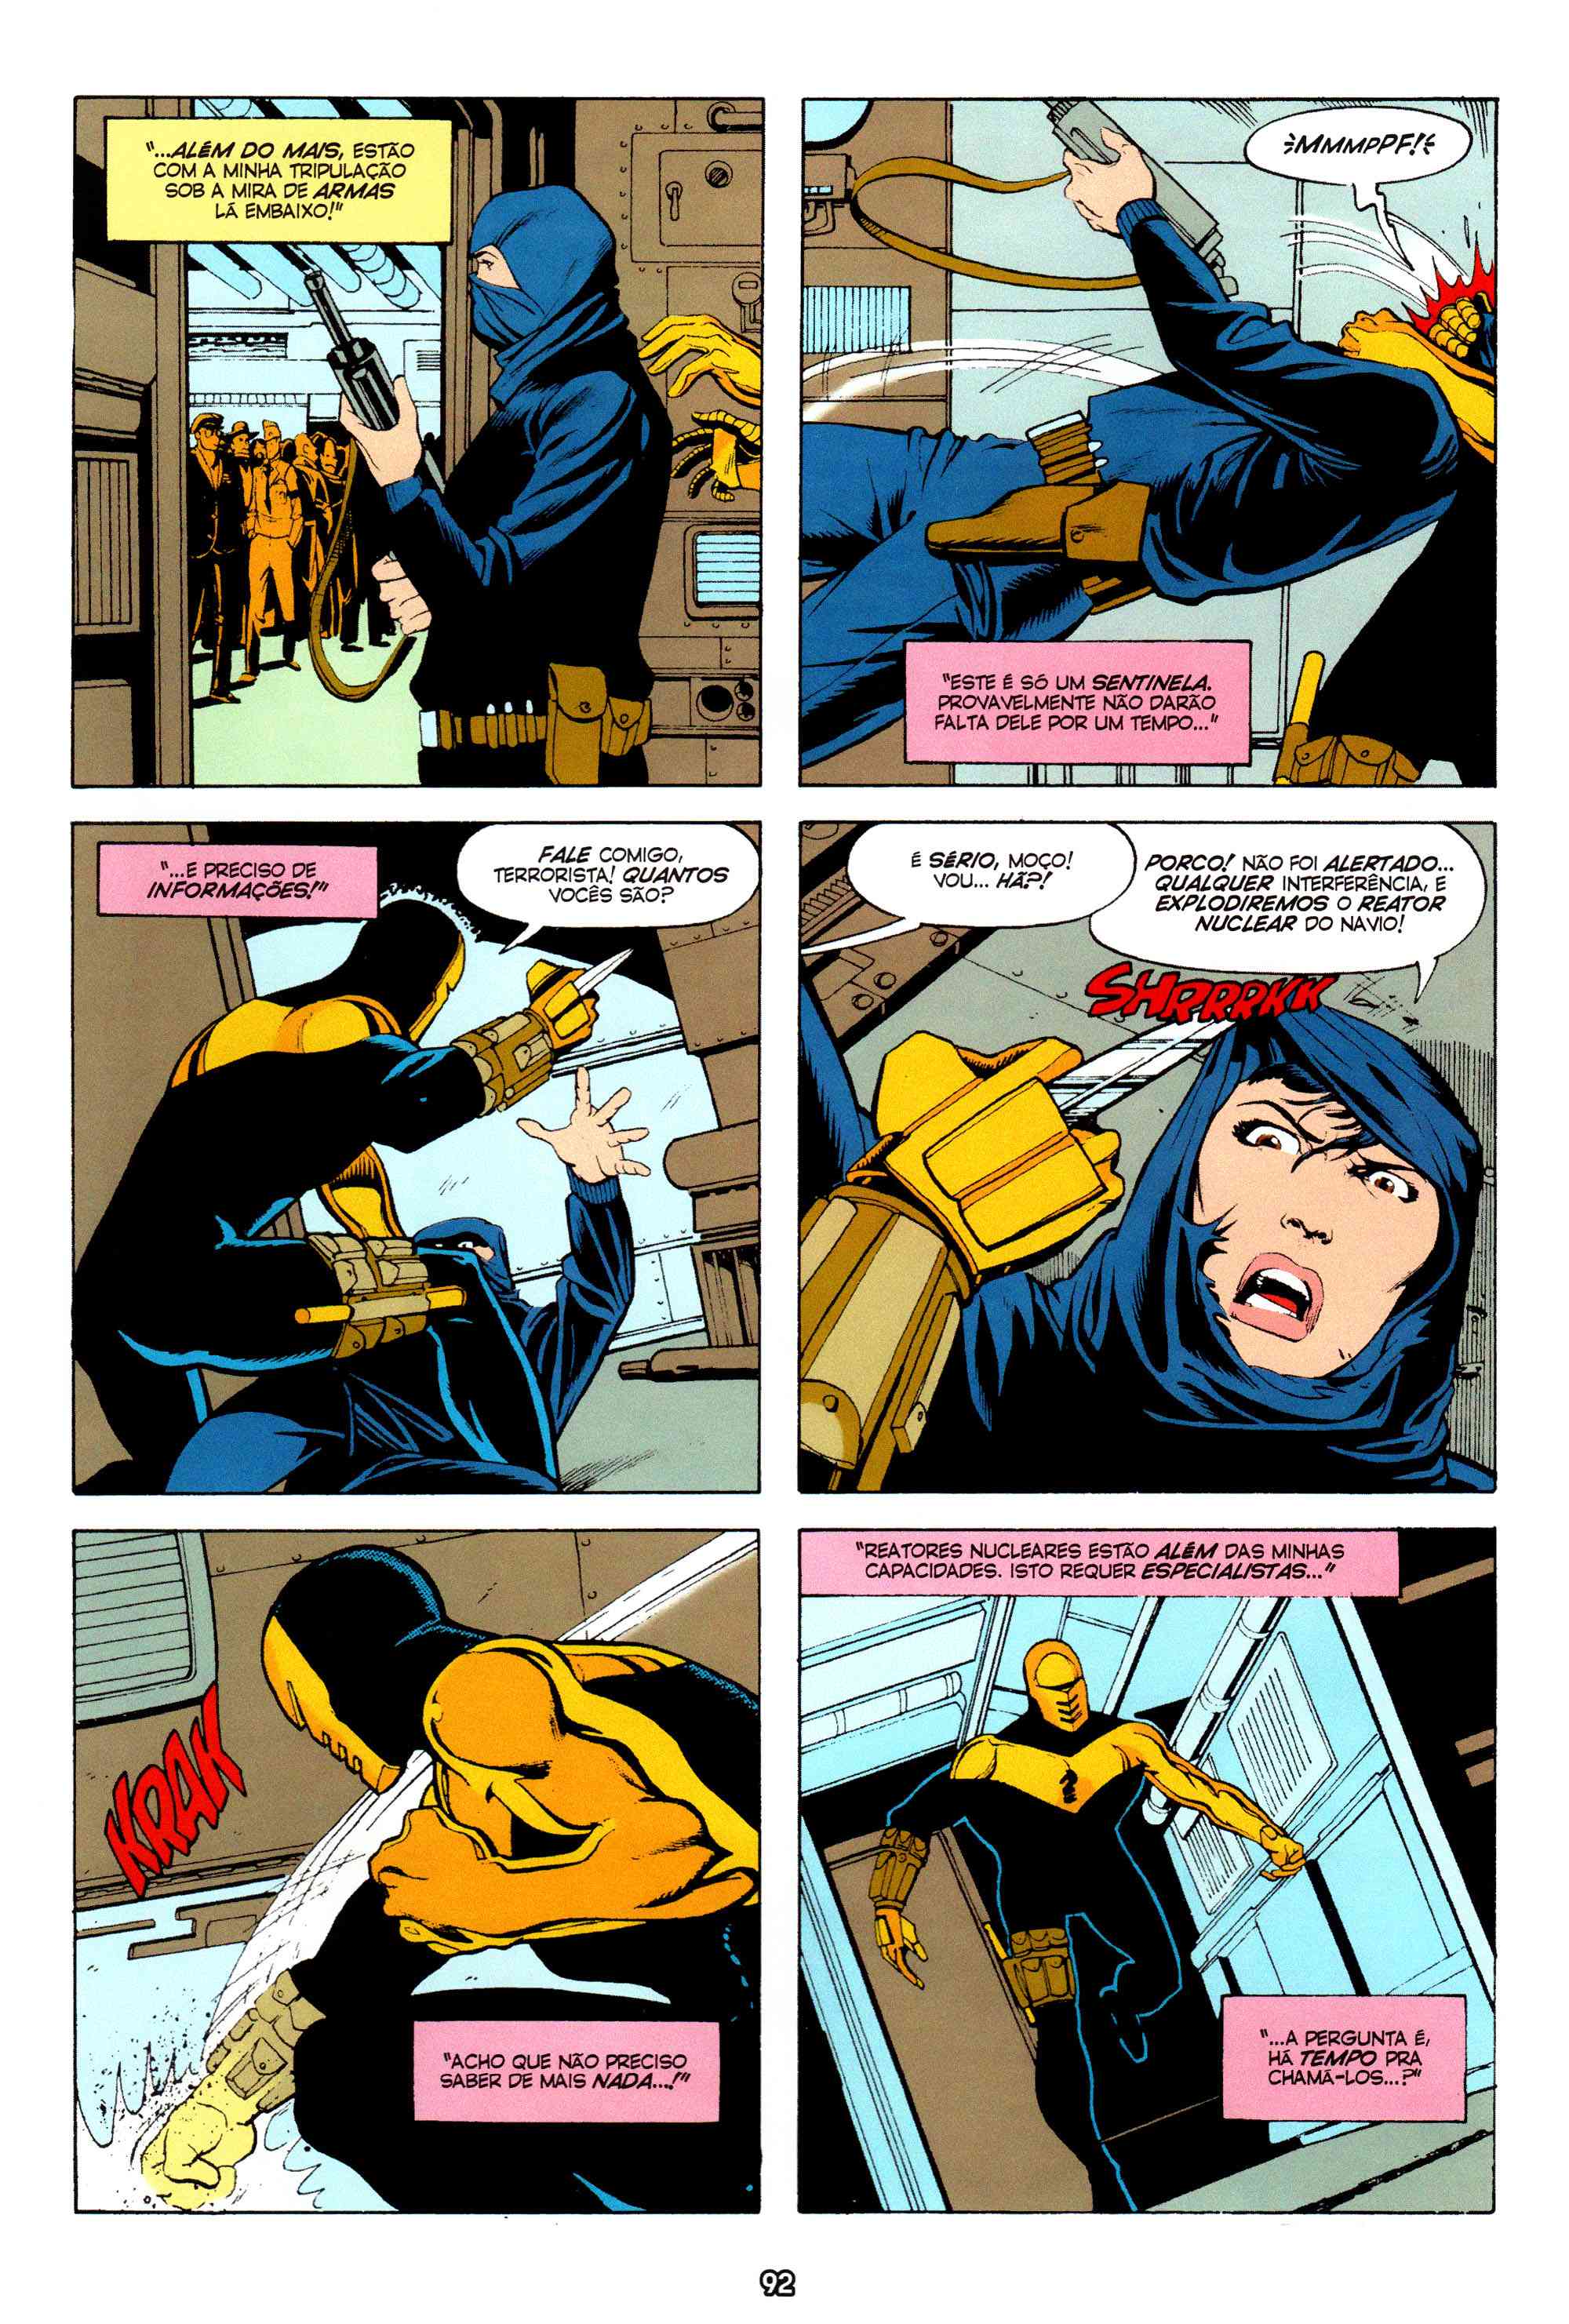 "...ALÉM DO MAIS, ESTÃO
COM A MINHA TRIPULAÇÃO
SOB A MIRA DE ARMAS
LÁ EMBAIXO!"
MMMPPF!
"ESTE É SÓ UM SENTINELA.
PROVAVELMENTE NÃO DARÃO
FALTA DELE POR UM TEMPO..."
"...E PRECISO DE
INFORMAÇÕES!"
FALE COMIGO,
TERRORISTA! QUANTOS
VOCÊS SÃO?
É SÉRIO, MOÇO!
VOU... HÃ?!
PORCO! NÃO FOI ALERTADO...
QUALQUER INTERFERÊNCIA, E
EXPLODIREMOS O REATOR
NUCLEAR DO NAVIO!
SHRRRKK
KRAK
"ACHO QUE NÃO PRECISO
SABER DE MAIS NADA...!"
"REATORES NUCLEARES ESTÃO ALÉM DAS MINHAS
CAPACIDADES. ISTO REQUER ESPECIALISTAS..."
"...A PERGUNTA É,
HÁ TEMPO PRA
CHAMÁ-LOS...?"
92